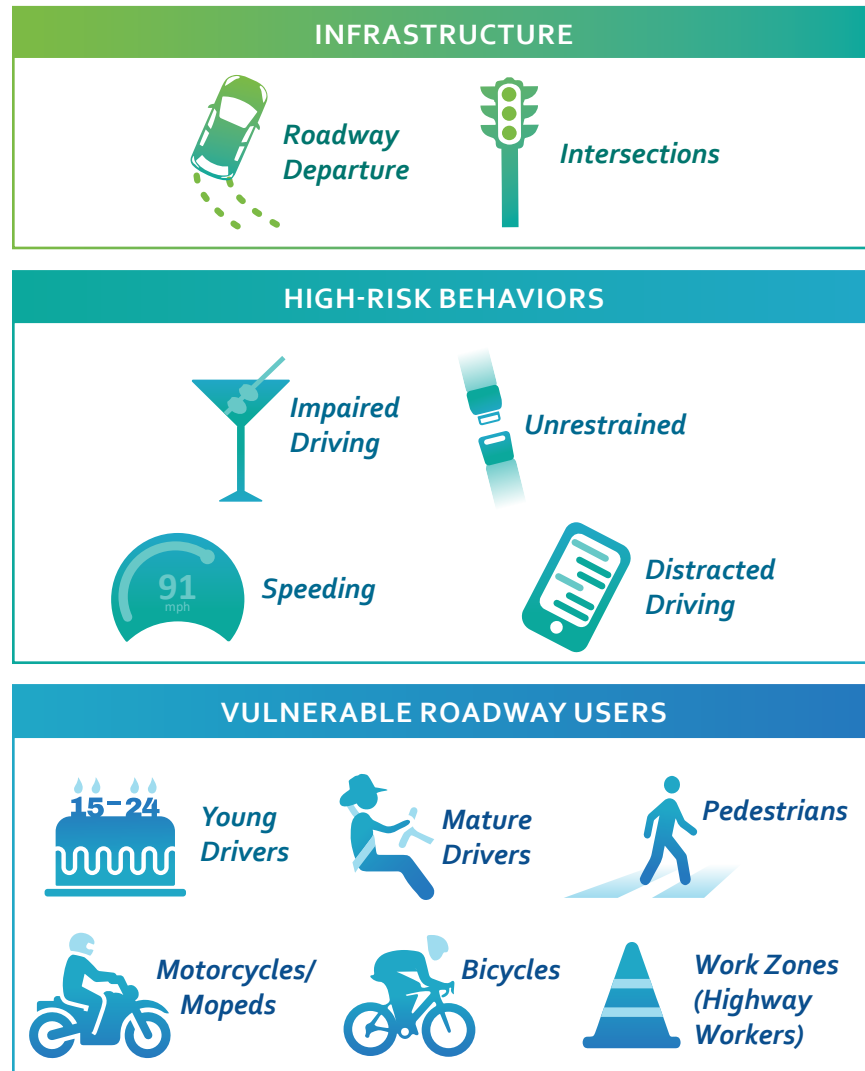 INFRASTRUCTURE
Roadway
Departure
Intersections
HIGH-RISK BEHAVIORS
Impaired
Driving
Unrestrained
91
mph
Speeding
Distracted
Driving
VULNERABLE ROADWAY USERS
15-24
Young
Drivers
Mature
Drivers
Pedestrians
Motorcycles/
Mopeds
Bicycles
Work Zones
(Highway
Workers)